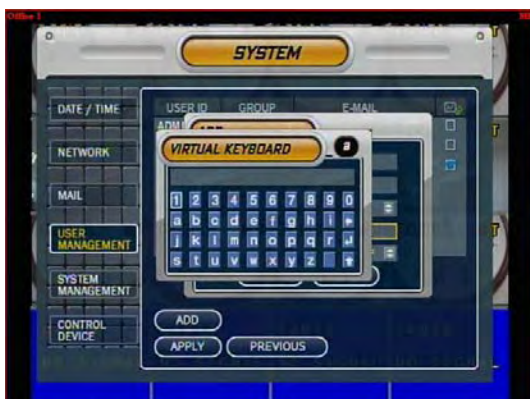 Office 1
SYSTEM
DATE / TIME
NETWORK
MAIL
USER MANAGEMENT
SYSTEM MANAGEMENT
CONTROL DEVICE
USER ID GROUP E-MAIL
ADD
VIRTUAL KEYBOARD a
1 2 3 4 5 6 7 8 9 0
a b c d e f g h i
j k l m n o p q r
s t u v w x y z
ADD
APPLY PREVIOUS